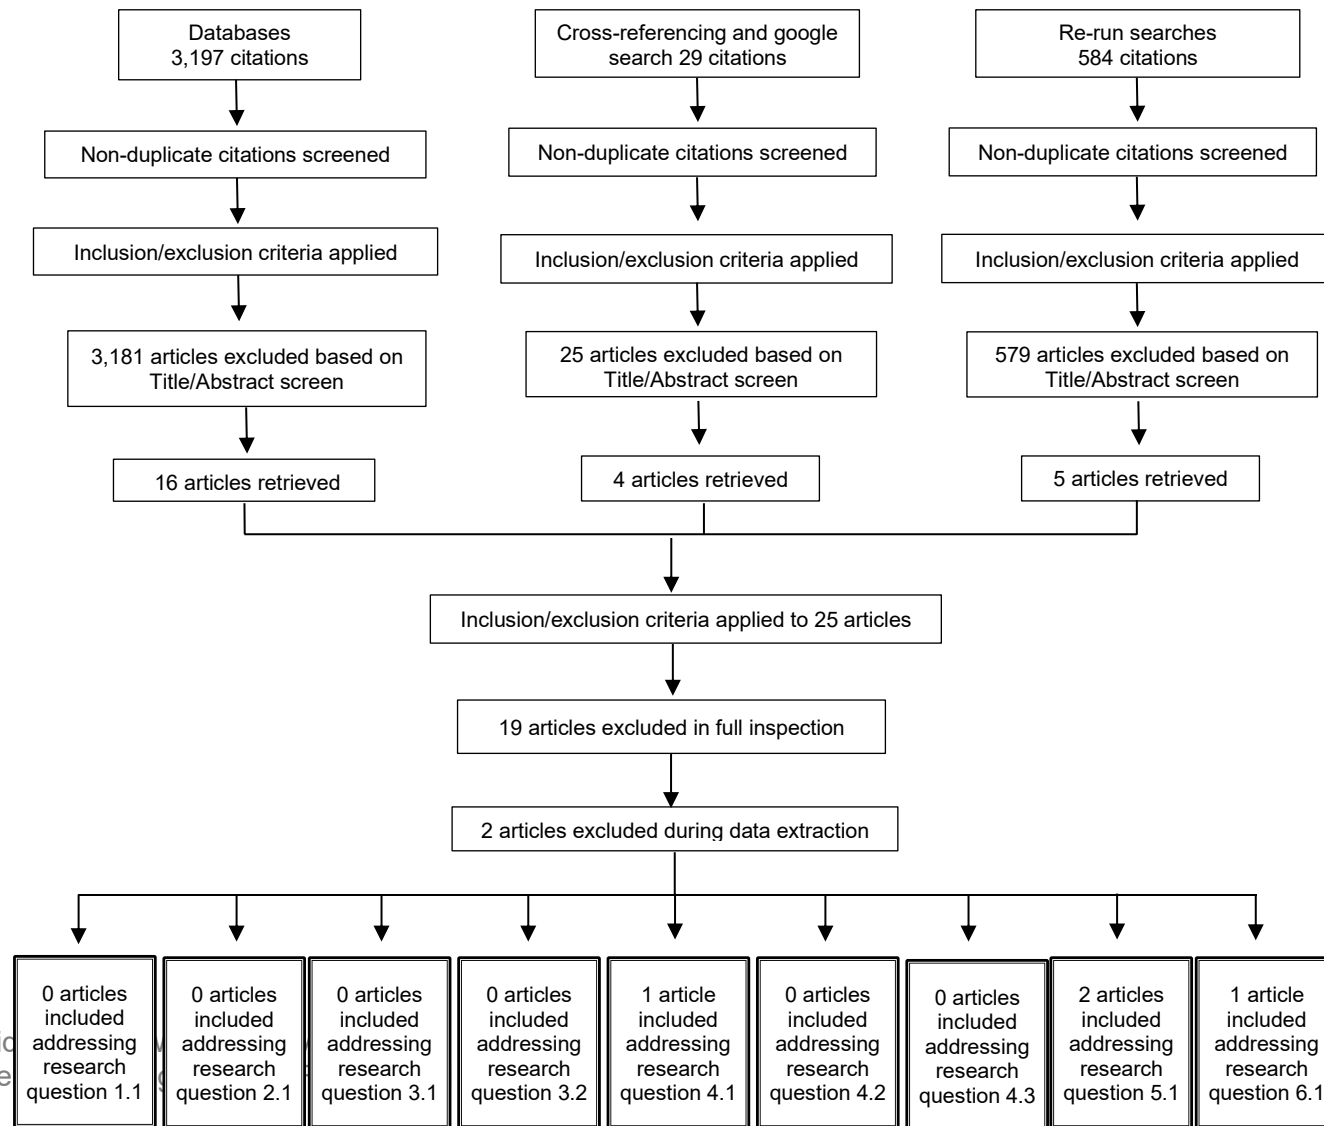 Databases
3,197 citations
Cross-referencing and google
search 29 citations
Re-run searches
584 citations
Non-duplicate citations screened
Non-duplicate citations screened
Non-duplicate citations screened
Inclusion/exclusion criteria applied
Inclusion/exclusion criteria applied
Inclusion/exclusion criteria applied
3,181 articles excluded based on
Title/Abstract screen
25 articles excluded based on
Title/Abstract screen
579 articles excluded based on
Title/Abstract screen
16 articles retrieved
4 articles retrieved
5 articles retrieved
Inclusion/exclusion criteria applied to 25 articles
19 articles excluded in full inspection
2 articles excluded during data extraction
0 articles
included
addressing
research
question 1.1
0 articles
included
addressing
research
question 2.1
0 articles
included
addressing
research
question 3.1
0 articles
included
addressing
research
question 3.2
1 article
included
addressing
research
question 4.1
0 articles
included
addressing
research
question 4.2
0 articles
included
addressing
research
question 4.3
2 articles
included
addressing
research
question 5.1
1 article
included
addressing
research
question 6.1